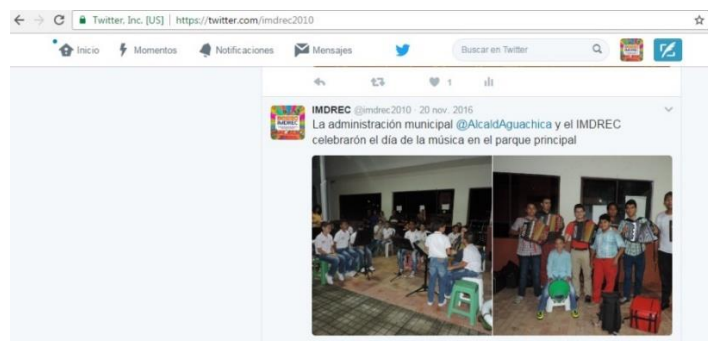 Twitter, Inc. [US] | https://twitter.com/imdrec2010
Inicio Momentos Notificaciones Mensajes Buscar en Twitter
1
IMDREC @imdrec2010 · 20 nov. 2016
La administración municipal @AlcaldAguachica y el IMDREC
celebrarón el día de la música en el parque principal